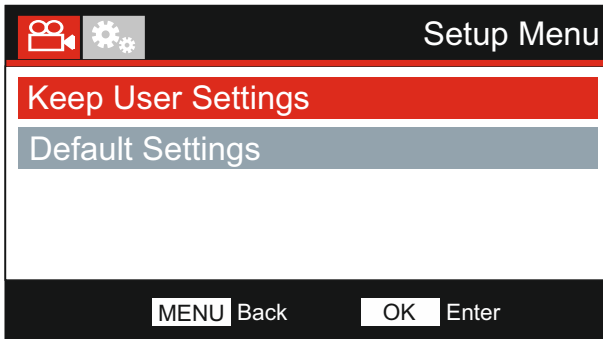 Setup Menu
Keep User Settings
Default Settings
MENU Back OK Enter